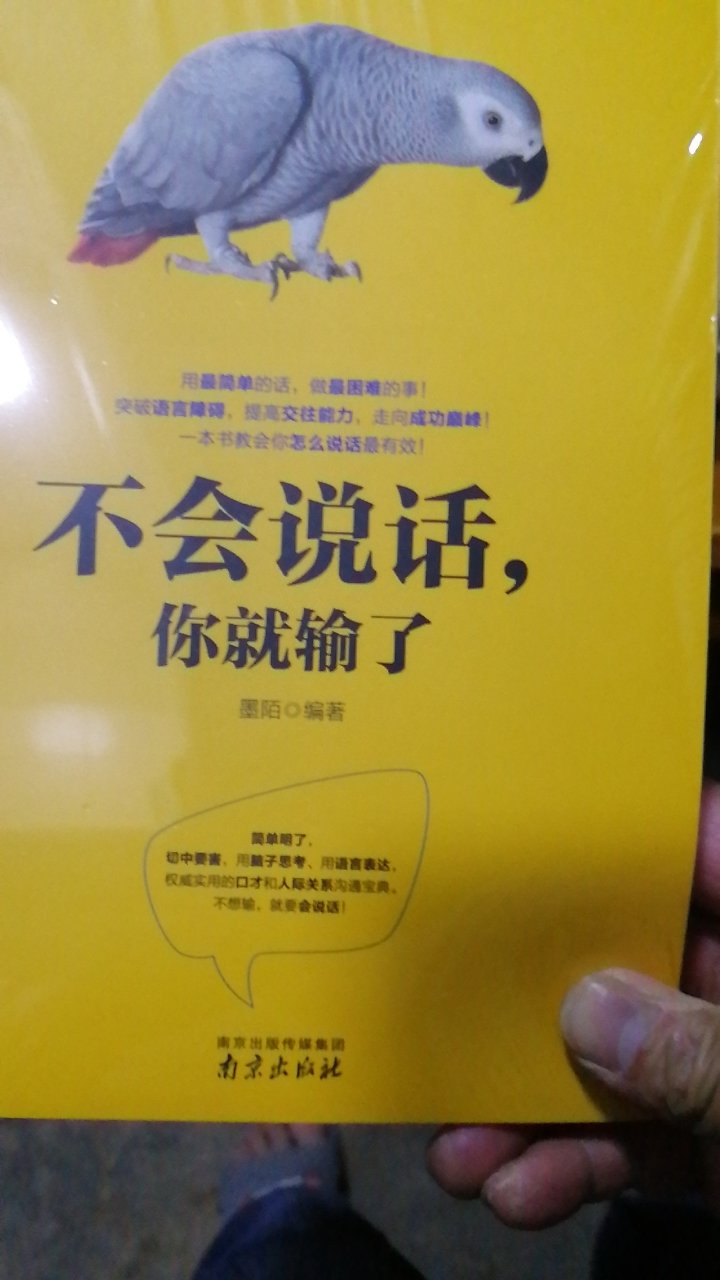 用最简单的话，做最困难的事！
突破语言障碍，提高交往能力，走向成功巅峰！
一本书教会你怎么说话最有效！
不会说话，
你就输了
墨陌◎编著
简单明了，
切中要害，用脑子思考、用语言表达，
权威实用的口才和人际关系沟通宝典。
不想输，就要会说话！
南京出版传媒集团
南京出版社